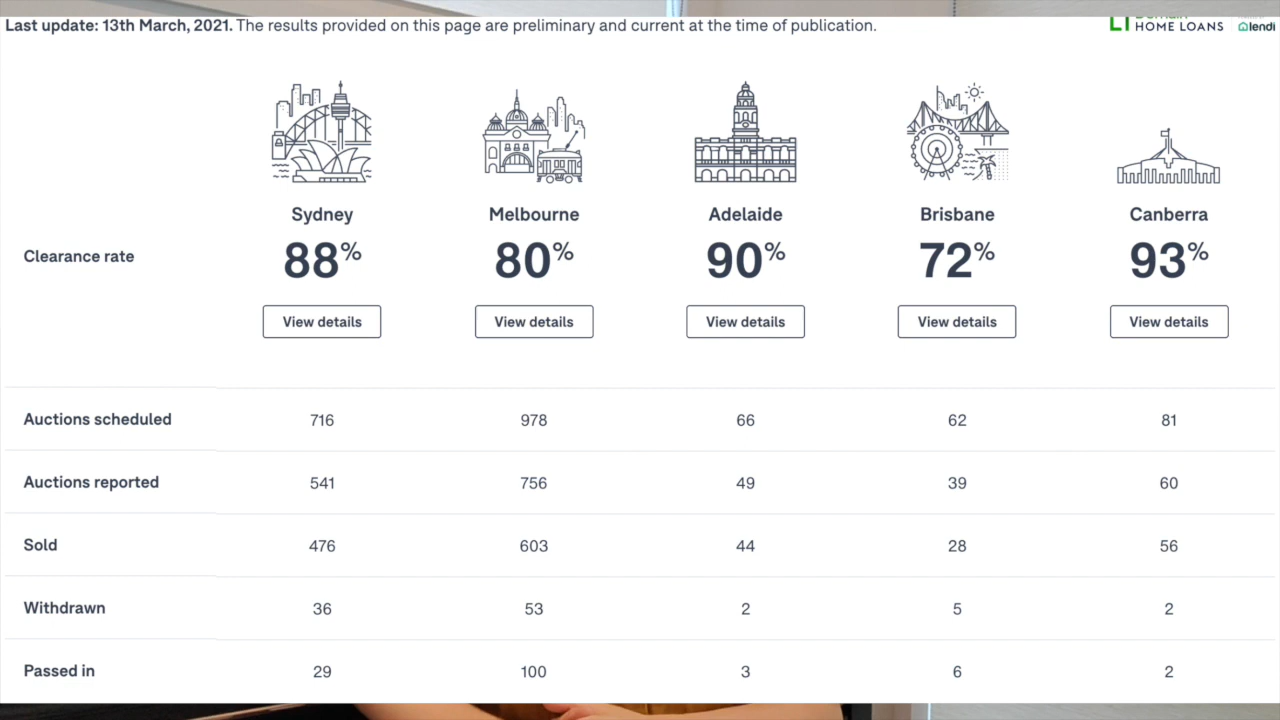 Last update: 13th March, 2021. The results provided on this page are preliminary and current at the time of publication.
HOME LOANS
lendi
Sydney Melbourne Adelaide Brisbane Canberra
Clearance rate 88% 80% 90% 72% 93%
View details View details View details View details View details
Auctions scheduled 716 978 66 62 81
Auctions reported 541 756 49 39 60
Sold 476 603 44 28 56
Withdrawn 36 53 2 5 2
Passed in 29 100 3 6 2